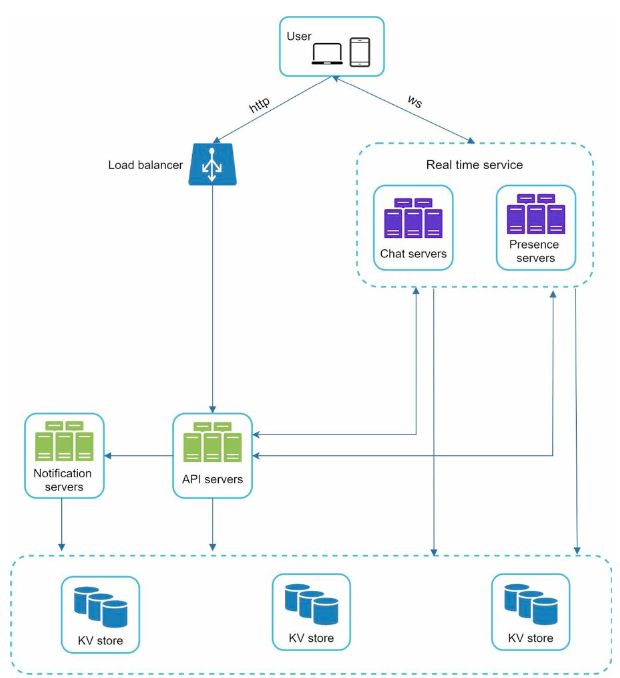 User
http
ws
Load balancer
Real time service
Chat servers
Presence
servers
Notification
servers
API servers
KV store
KV store
KV store